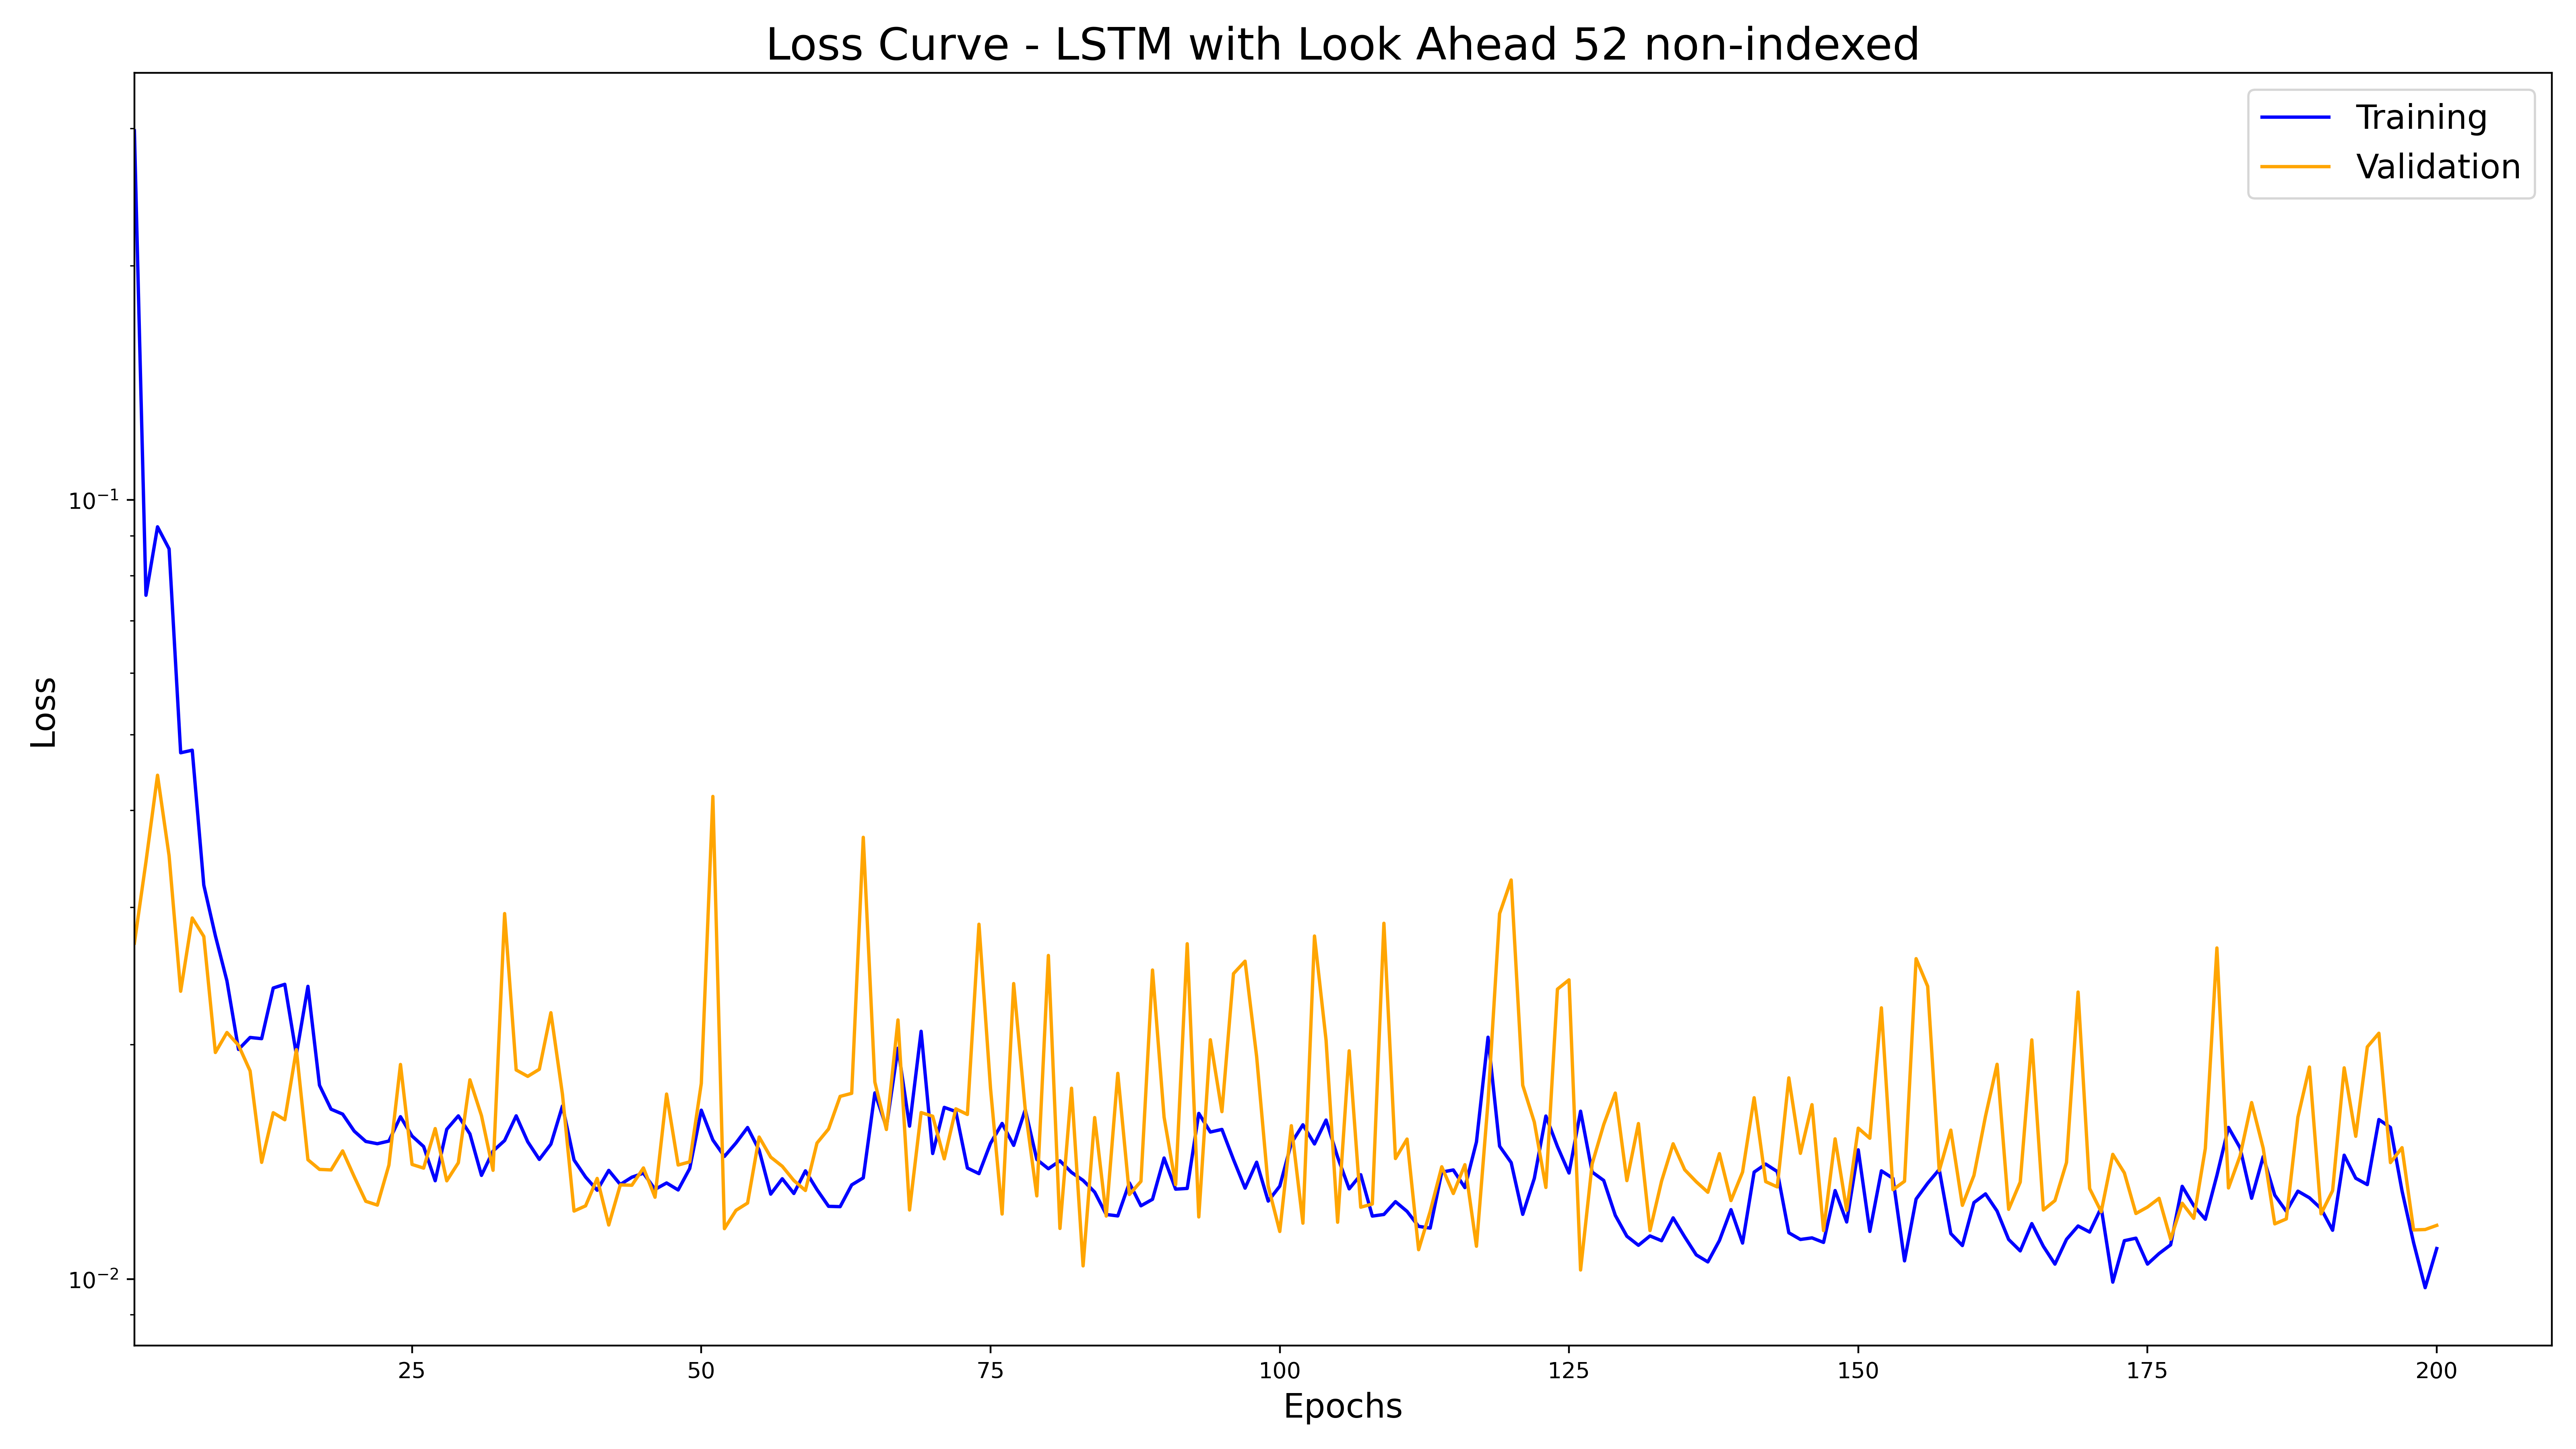 Loss Curve - LSTM with Look Ahead 52 non-indexed
Training
Validation
Loss
10⁻¹
10⁻²
25 50 75 100 125 150 175 200
Epochs